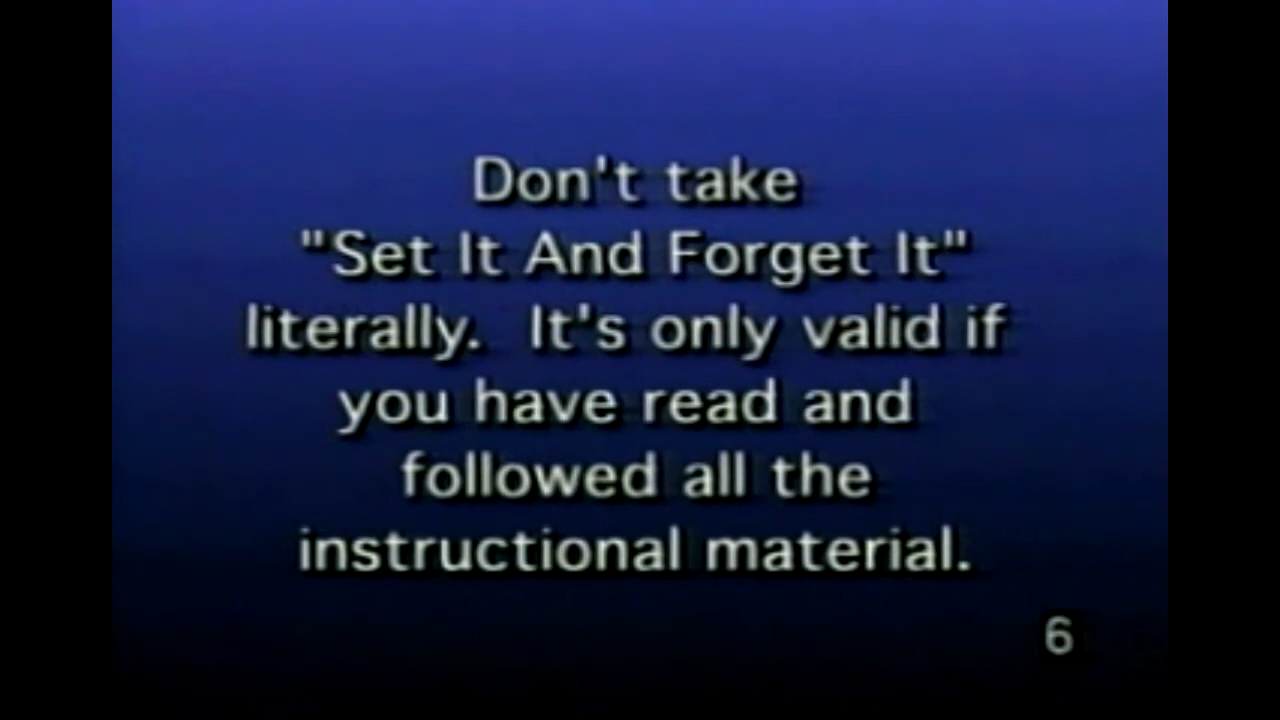 Don't take
"Set It And Forget It"
literally. It's only valid if
you have read and
followed all the
instructional material.
6